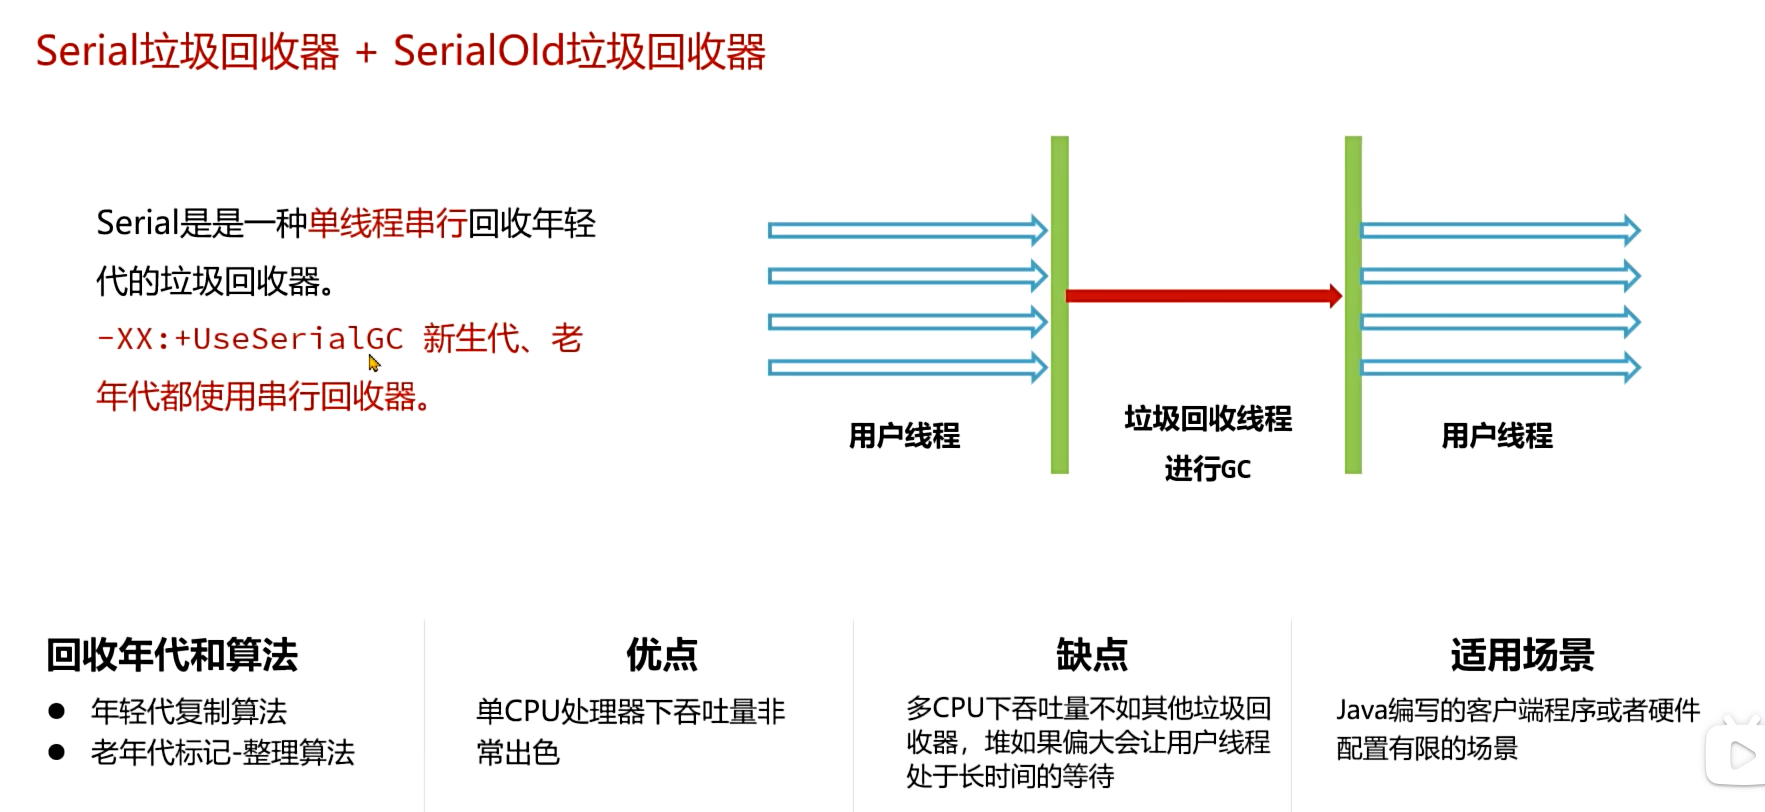 Serial垃圾回收器 + SerialOld垃圾回收器
Serial是是一种单线程串行回收年轻
代的垃圾回收器。
-XX:+UseSerialGC 新生代、老
年代都使用串行回收器。
用户线程
垃圾回收线程
进行GC
用户线程
回收年代和算法
● 年轻代复制算法
● 老年代标记-整理算法
优点
单CPU处理器下吞吐量非
常出色
缺点
多CPU下吞吐量不如其他垃圾回
收器，堆如果偏大会让用户线程
处于长时间的等待
适用场景
Java编写的客户端程序或者硬件
配置有限的场景